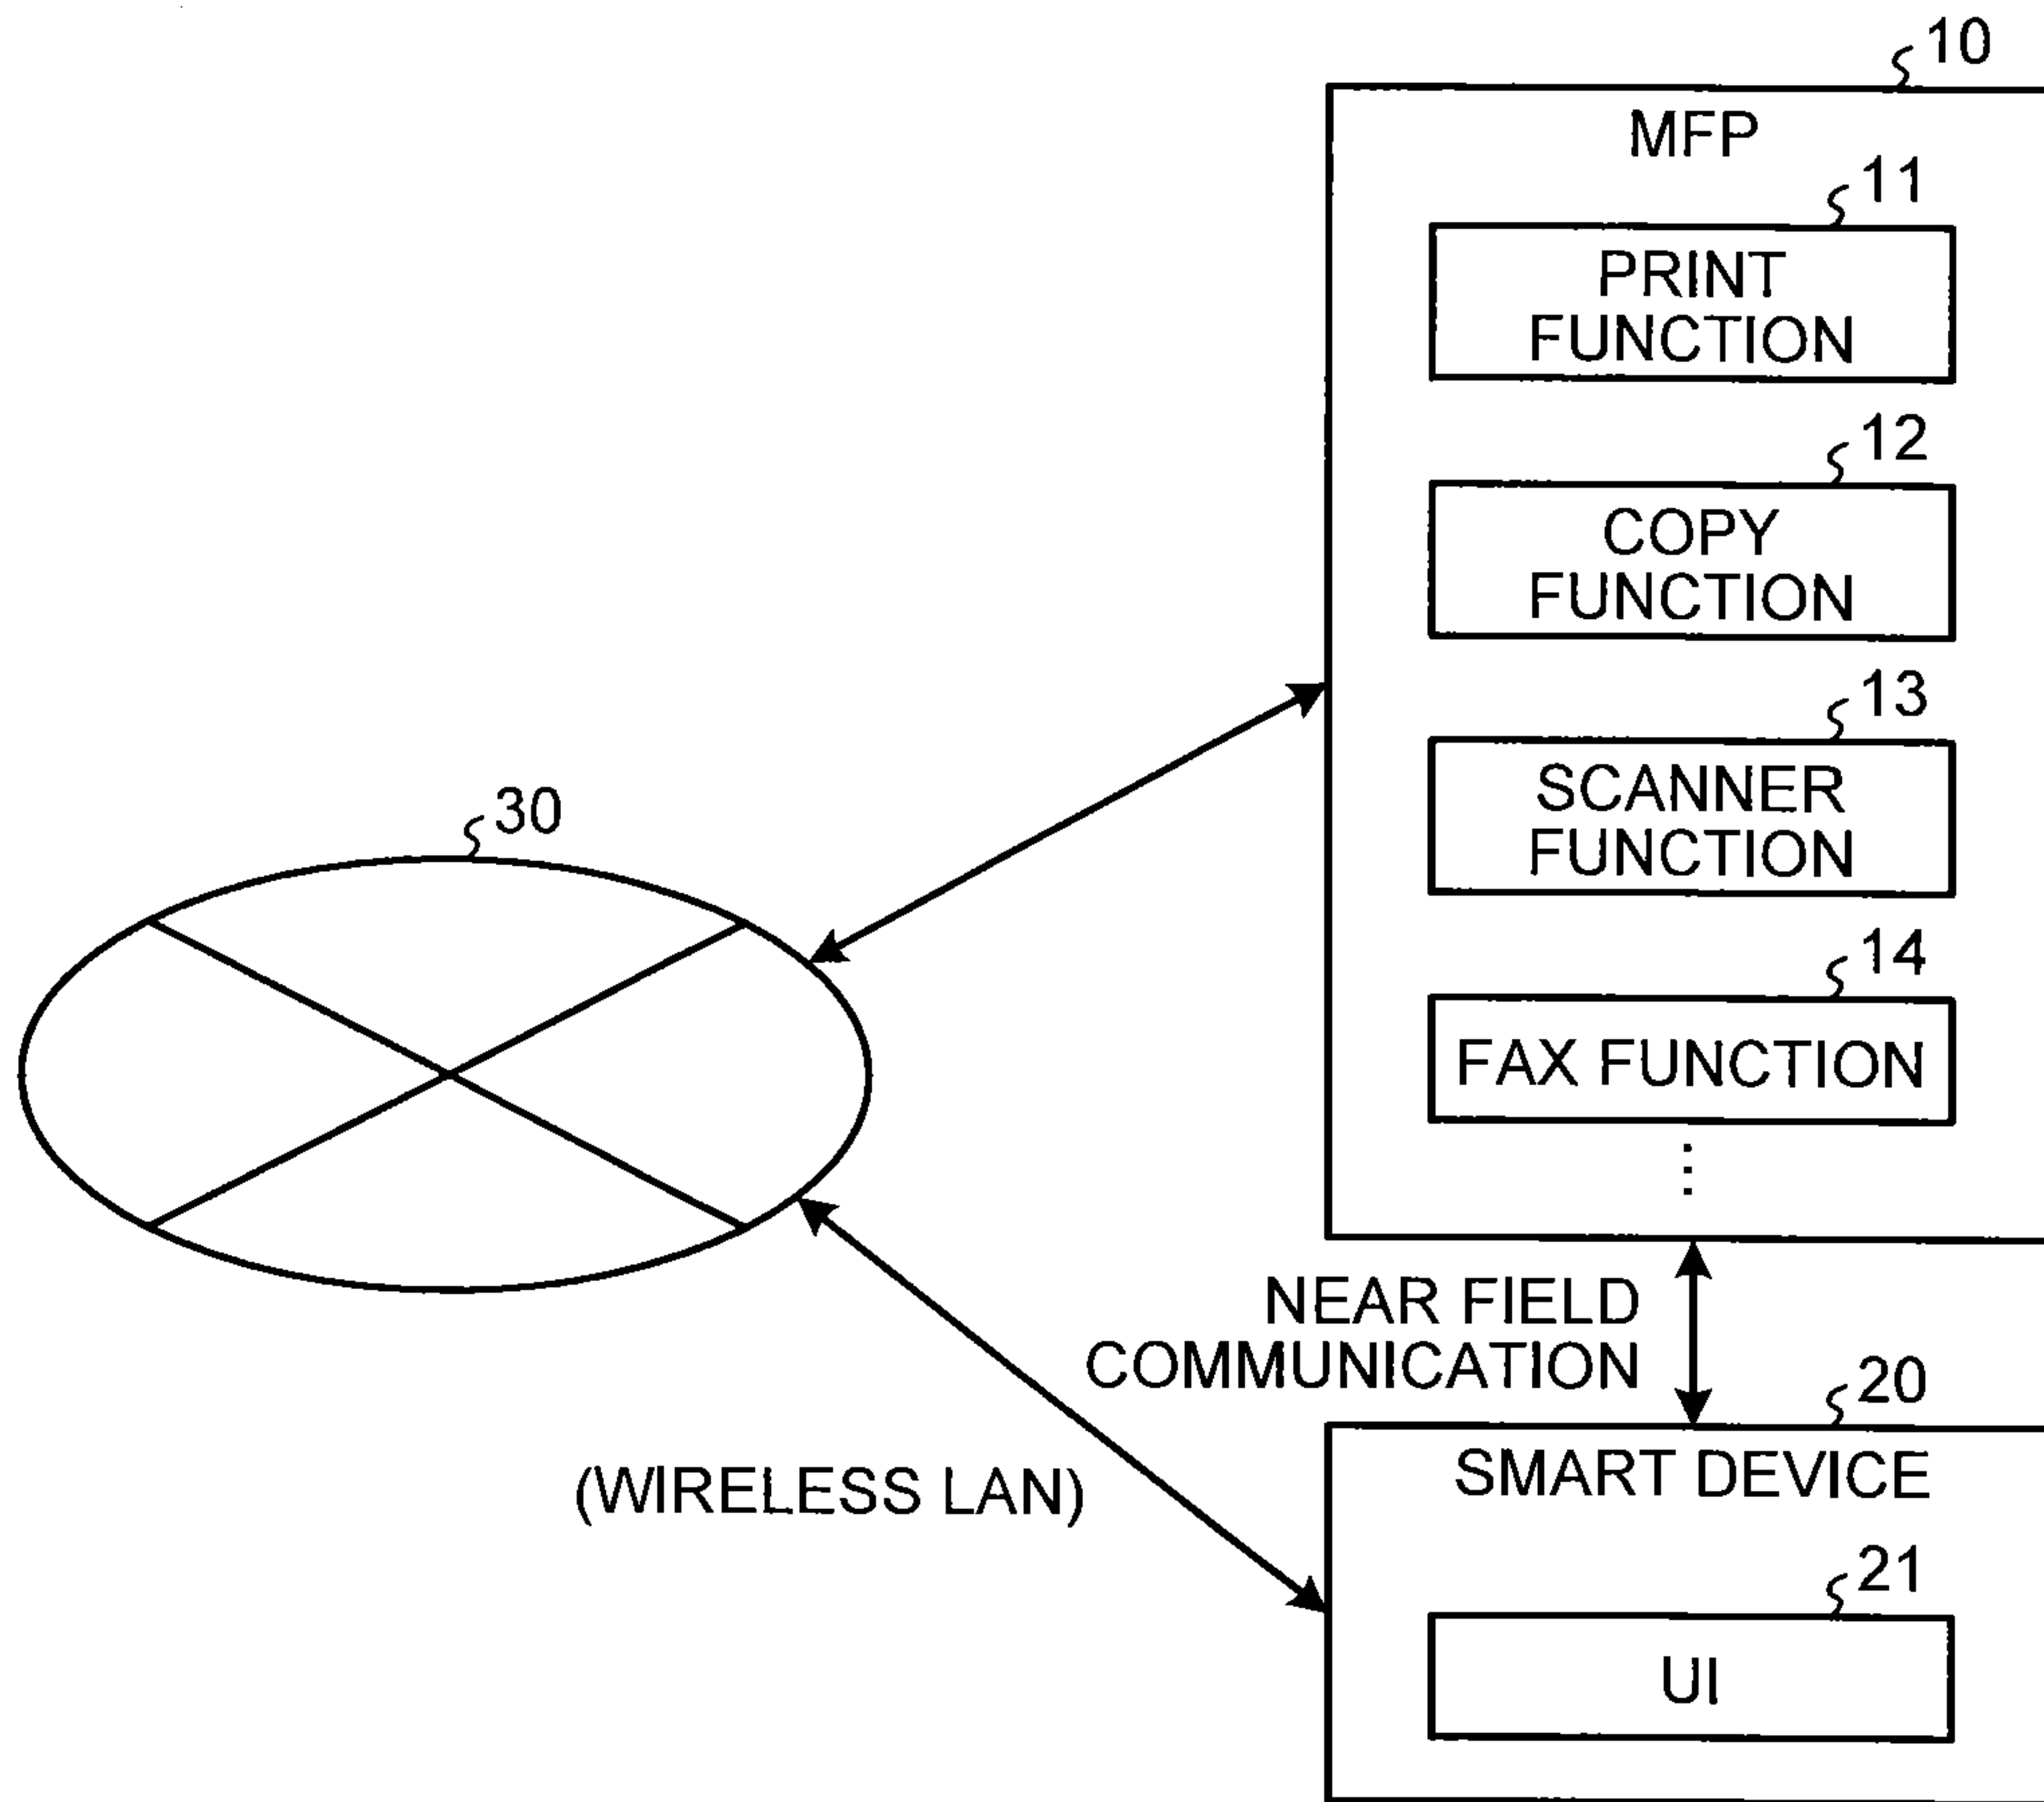 10
MFP
11
PRINT
FUNCTION
12
COPY
FUNCTION
13
SCANNER
FUNCTION
30
14
FAX FUNCTION
⋮
NEAR FIELD
COMMUNICATION
20
SMART DEVICE
(WIRELESS LAN)
21
UI